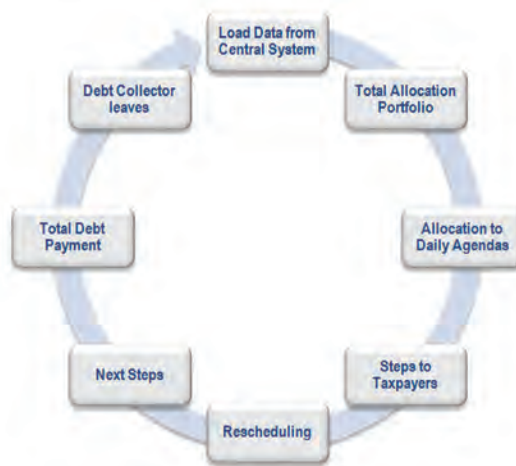 Load Data from
Central System
Total Allocation
Portfolio
Allocation to
Daily Agendas
Steps to
Taxpayers
Rescheduling
Next Steps
Total Debt
Payment
Debt Collector
leaves